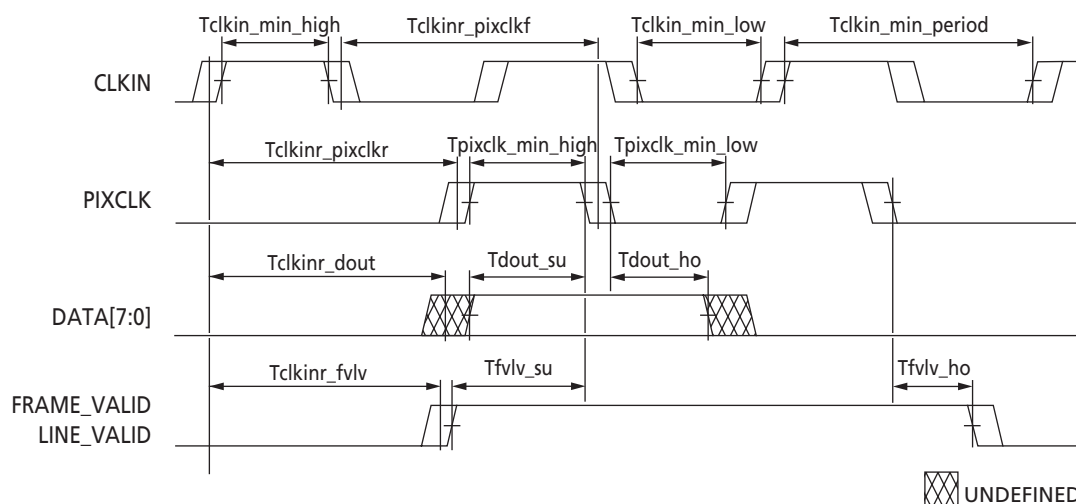 Tclkin_min_high
Tclkinr_pixclkf
Tclkin_min_low
Tclkin_min_period
CLKIN
Tclkinr_pixclkr
Tpixclk_min_high
Tpixclk_min_low
PIXCLK
Tclkinr_dout
Tdout_su
Tdout_ho
DATA[7:0]
Tclkinr_fvlv
Tfvlv_su
Tfvlv_ho
FRAME_VALID
LINE_VALID
UNDEFINED